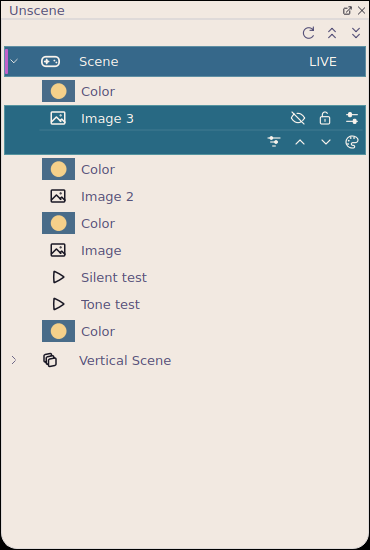 Unscene
Scene LIVE
Color
Image 3
Color
Image 2
Color
Image
Silent test
Tone test
Color
Vertical Scene